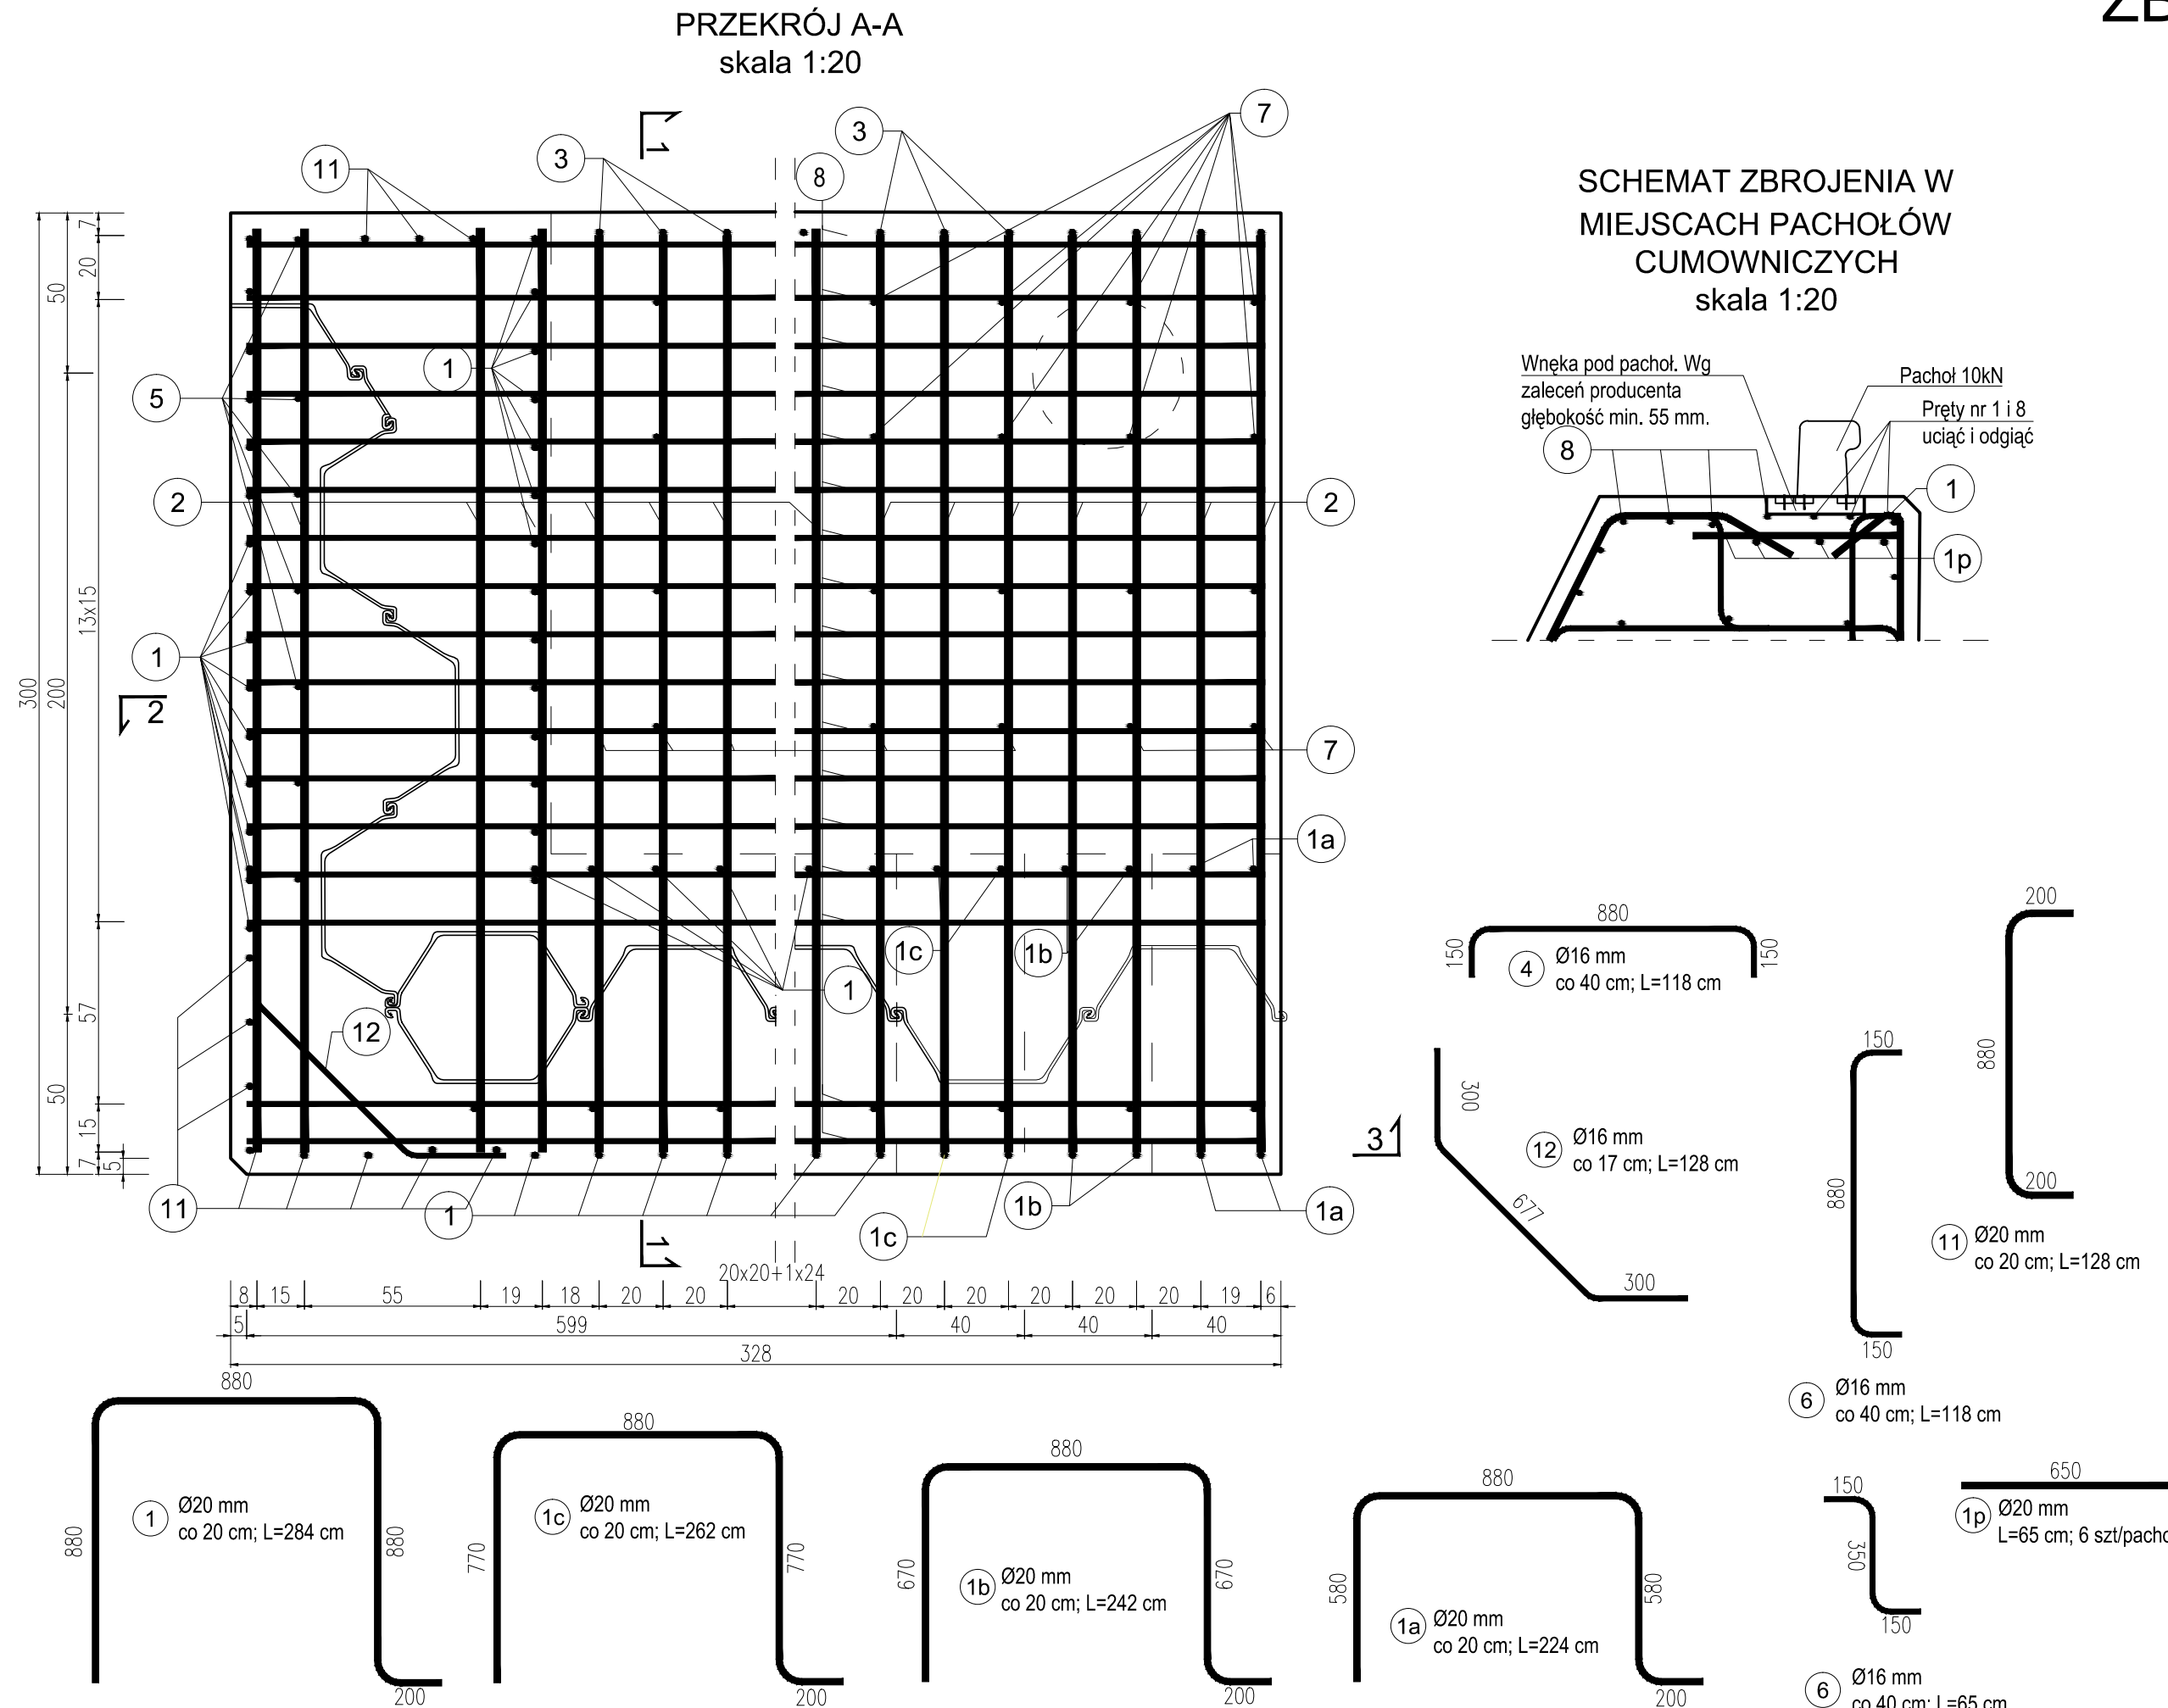 PRZEKRÓJ A-A
skala 1:20
1
3
3
7
11
8
SCHEMAT ZBROJENIA W
MIEJSCACH PACHOŁÓW
CUMOWNICZYCH
skala 1:20
7
20
50
1
5
Wnęka pod pachoł. Wg
zaleceń producenta
głębokość min. 55 mm.
Pachoł 10kN
Pręty nr 1 i 8
uciąć i odgiąć
8
1
1p
2
2
13x15
300
200
1
2
7
1a
1c
1b
1
12
57
50
15
7
5
11
1
1c
1b
1a
3
1
20x20+1x24
8
15
55
19
18
20
20
20
20
20
20
20
20
19
6
5
599
40
40
40
328
880
150
150
4
Ø16 mm
co 40 cm; L=118 cm
200
880
200
11
Ø20 mm
co 20 cm; L=128 cm
300
677
300
12
Ø16 mm
co 17 cm; L=128 cm
150
880
150
6
Ø16 mm
co 40 cm; L=118 cm
880
880
880
200
1
Ø20 mm
co 20 cm; L=284 cm
880
770
770
200
1c
Ø20 mm
co 20 cm; L=262 cm
880
670
670
200
1b
Ø20 mm
co 20 cm; L=242 cm
880
580
580
200
1a
Ø20 mm
co 20 cm; L=224 cm
150
350
150
6
Ø16 mm
co 40 cm; L=65 cm
650
1p
Ø20 mm
L=65 cm; 6 szt/pacho